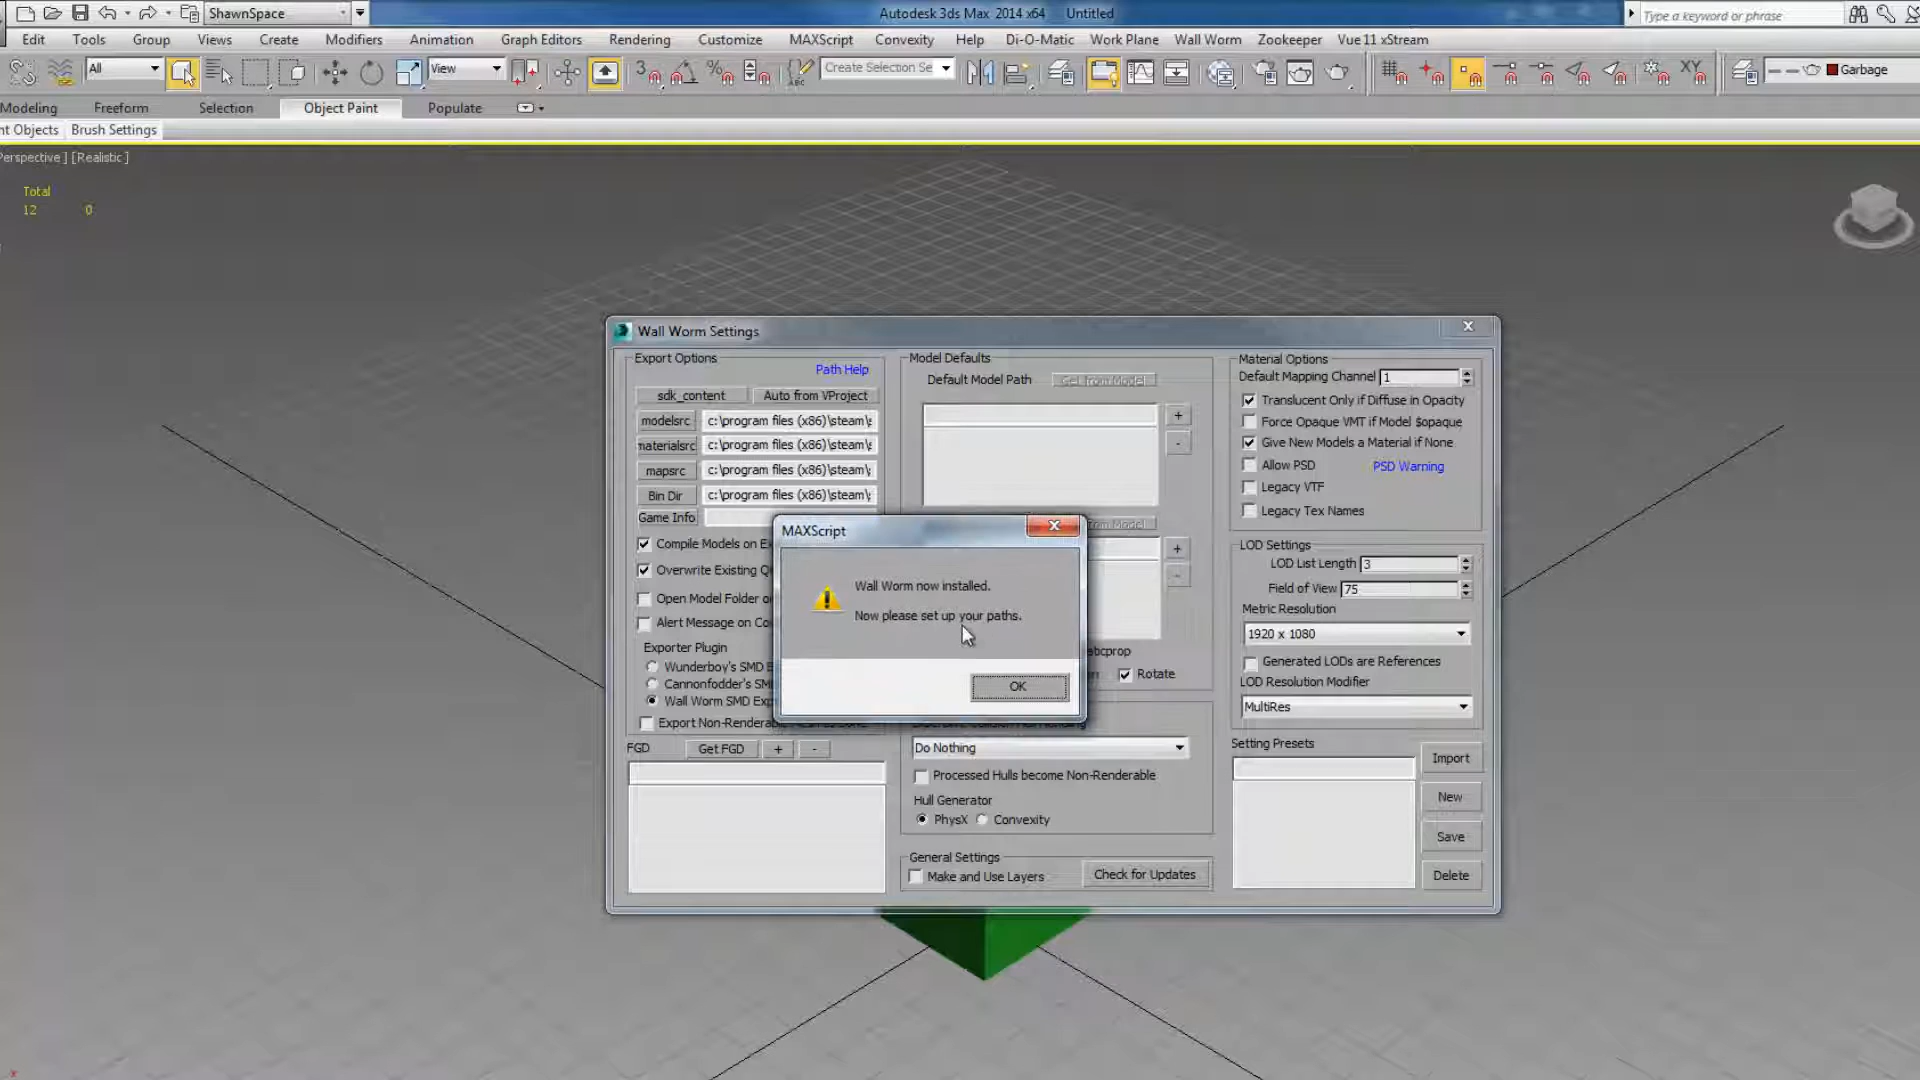 ShawnSpace
Autodesk 3ds Max 2014 x64 Untitled
Type a keyword or phrase
Edit Tools Group Views Create Modifiers Animation Graph Editors Rendering Customize MAXScript Convexity Help Di-O-Matic Work Plane Wall Worm Zookeeper Vue 11 xStream
All
View
3
ABC
Create Selection Se
XY
Garbage
Modeling Freeform Selection Object Paint Populate
nt Objects Brush Settings
Perspective ] [Realistic ]
Total
12 0
Wall Worm Settings
Export Options
Path Help
sdk_content Auto from VProject
modelsrc c:\program files (x86)\steam\
materialsrc c:\program files (x86)\steam\
mapsrc c:\program files (x86)\steam\
Bin Dir c:\program files (x86)\steam\
Game Info
Compile Models on Ex
Overwrite Existing Q
Open Model Folder o
Alert Message on Co
Exporter Plugin
Wunderboy's SMD E
Cannonfodder's SM
Wall Worm SMD Exp
Export Non-Renderab
FGD Get FGD + -
Model Defaults
Default Model Path Get from Model
+
-
from Model
+
-
Rotate
Do Nothing
Processed Hulls become Non-Renderable
Hull Generator
PhysX Convexity
General Settings
Make and Use Layers Check for Updates
Material Options
Default Mapping Channel 1
Translucent Only if Diffuse in Opacity
Force Opaque VMT if Model $opaque
Give New Models a Material if None
Allow PSD PSD Warning
Legacy VTF
Legacy Tex Names
LOD Settings
LOD List Length 3
Field of View 75
Metric Resolution
1920 x 1080
Generated LODs are References
LOD Resolution Modifier
MultiRes
Setting Presets
Import
New
Save
Delete
MAXScript
Wall Worm now installed.
Now please set up your paths.
OK
x